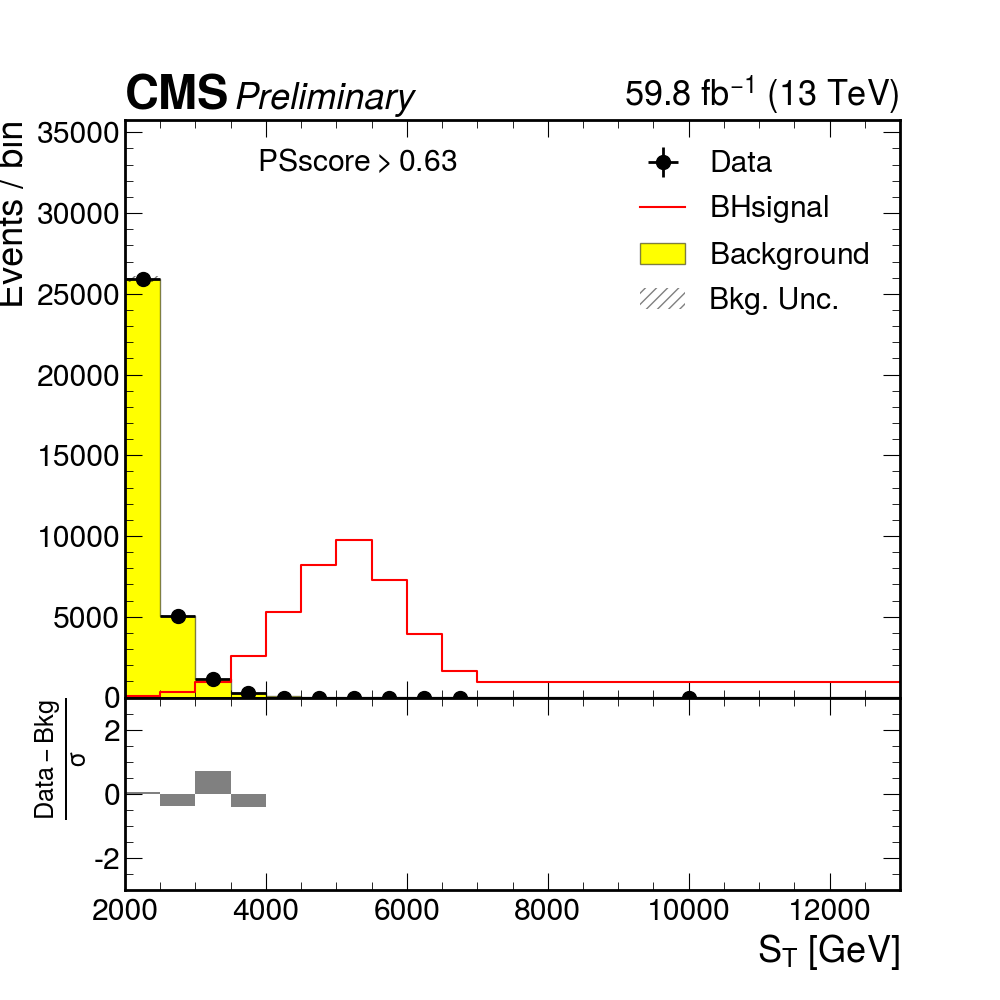 CMS Preliminary 59.8 fb⁻¹ (13 TeV)
Events / bin
35000
30000
25000
20000
15000
10000
5000
0
PSscore > 0.63
Data
BHsignal
Background
Bkg. Unc.
Data − Bkg
σ
2
0
-2
2000 4000 6000 8000 10000 12000
S_T [GeV]